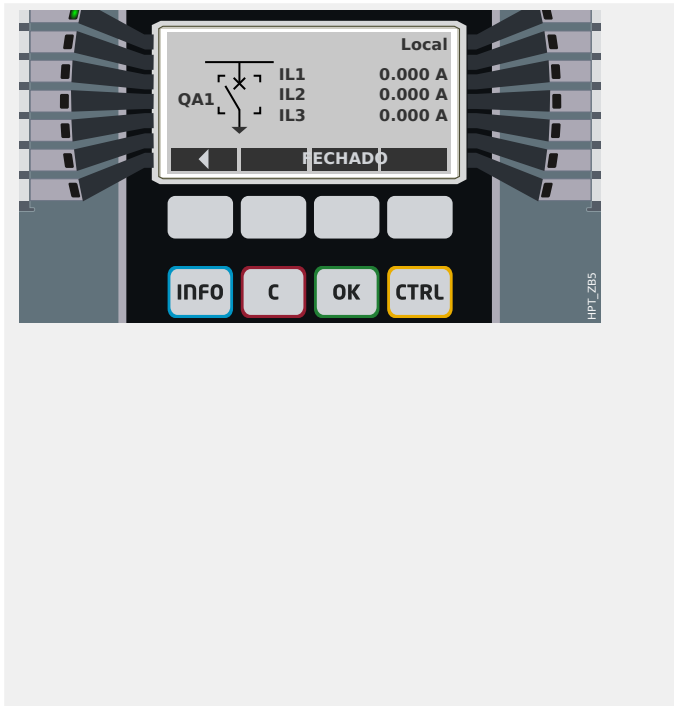 Local
IL1 0.000 A
QA1 IL2 0.000 A
IL3 0.000 A
FECHADO
INFO C OK CTRL
HPT_ZB5